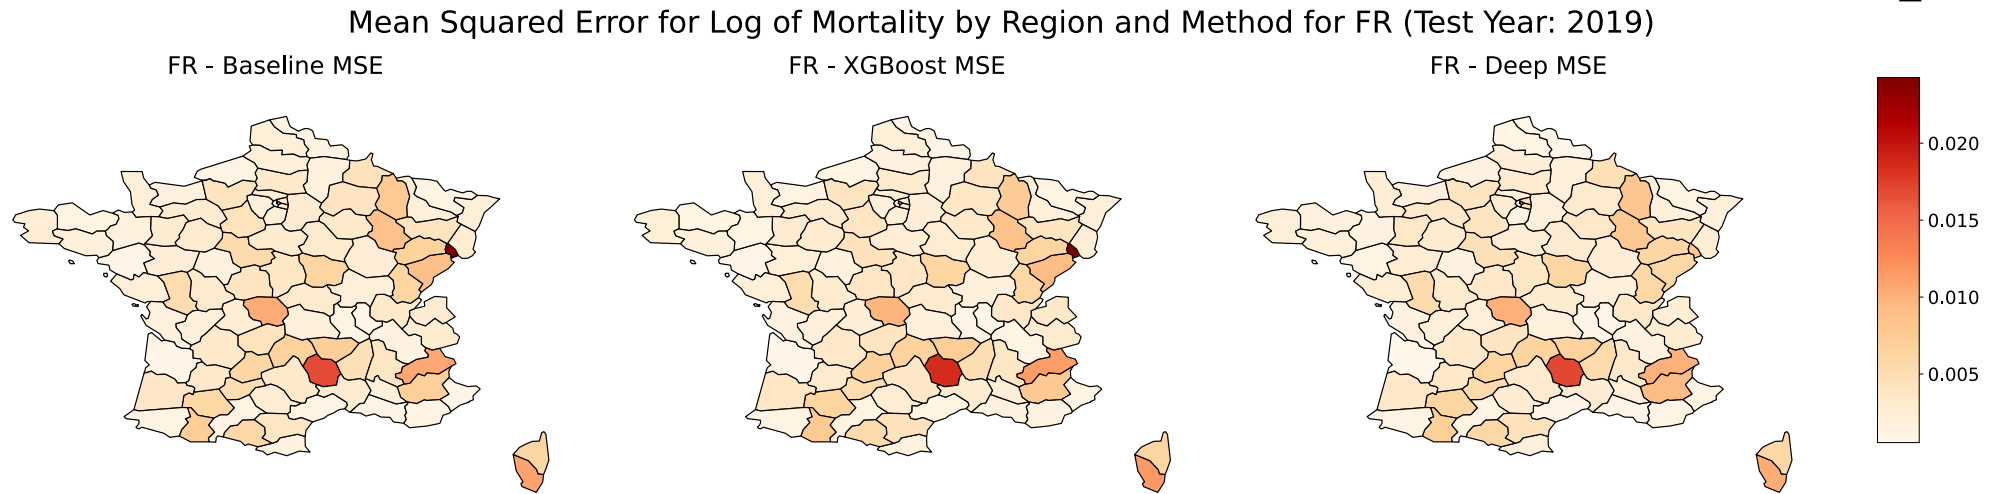 Mean Squared Error for Log of Mortality by Region and Method for FR (Test Year: 2019)
FR - Baseline MSE
FR - XGBoost MSE
FR - Deep MSE
0.020
0.015
0.010
0.005